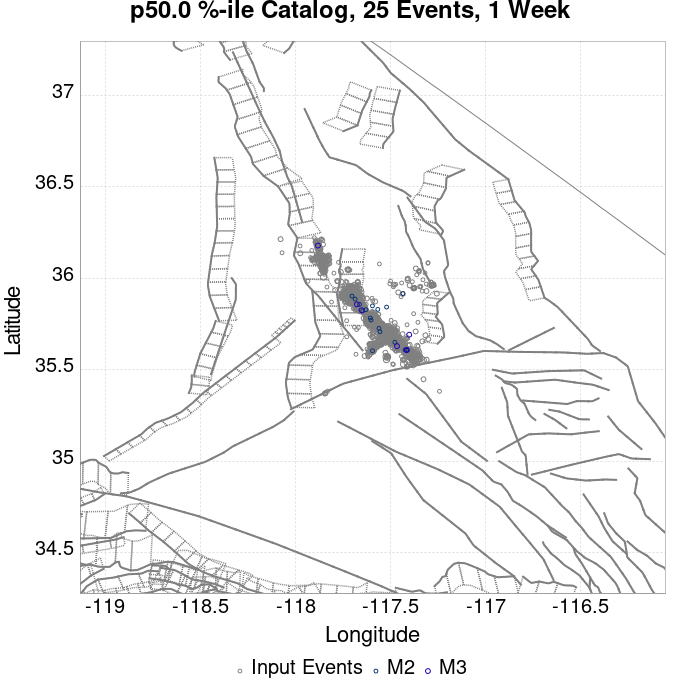 p50.0 %-ile Catalog, 25 Events, 1 Week
37
36.5
36
35.5
35
34.5
Latitude
-119
-118.5
-118
-117.5
-117
-116.5
Longitude
Input Events
M2
M3